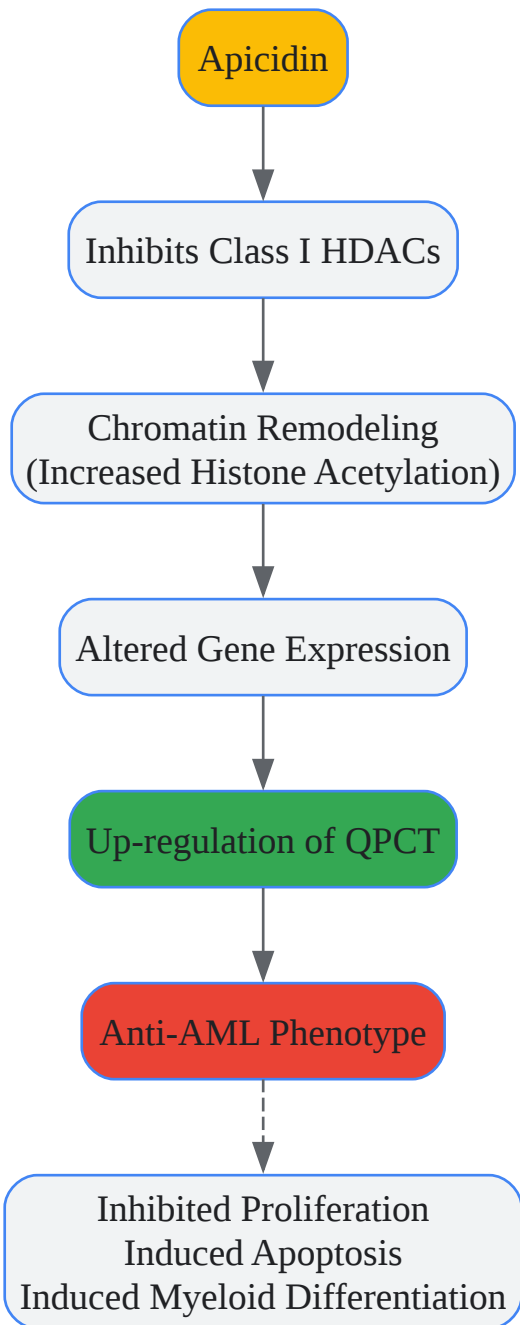 Apicidin
Inhibits Class I HDACs
Chromatin Remodeling
(Increased Histone Acetylation)
Altered Gene Expression
Up-regulation of QPCT
Anti-AML Phenotype
Inhibited Proliferation
Induced Apoptosis
Induced Myeloid Differentiation